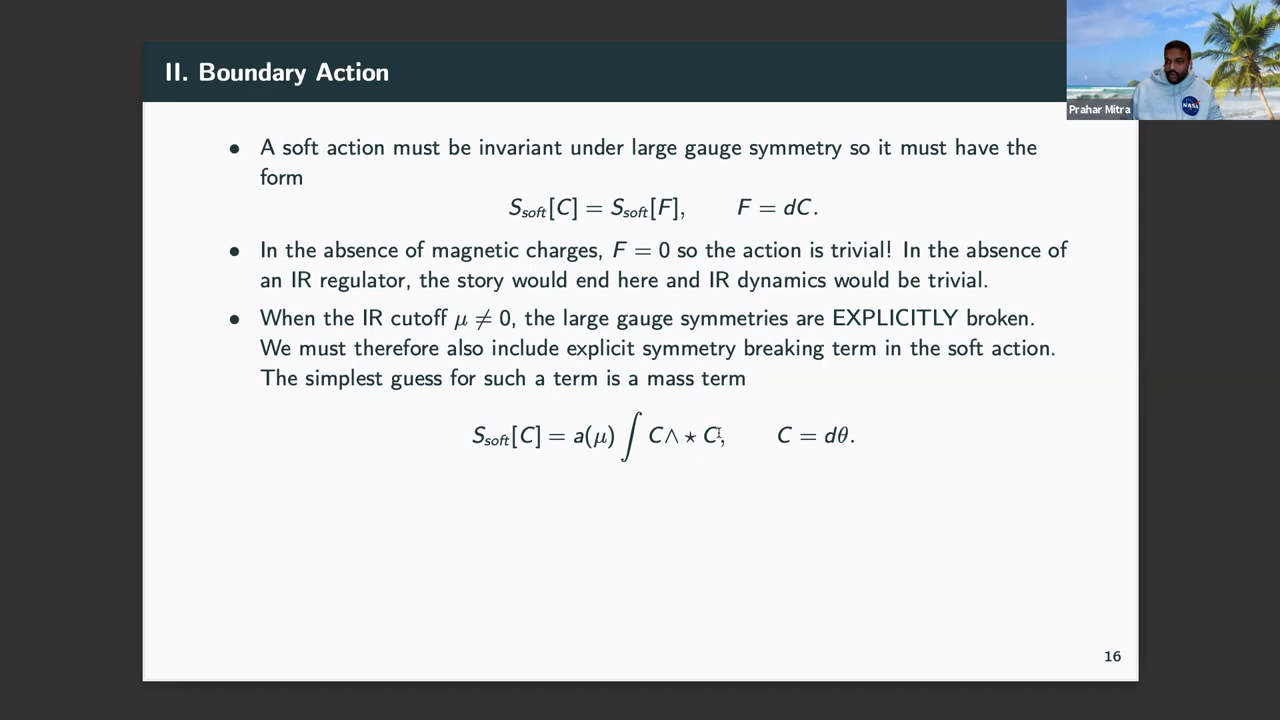 II. Boundary Action
Prahar Mitra
NASA
• A soft action must be invariant under large gauge symmetry so it must have the
form
S_soft[C] = S_soft[F], F = dC.
• In the absence of magnetic charges, F = 0 so the action is trivial! In the absence of
an IR regulator, the story would end here and IR dynamics would be trivial.
• When the IR cutoff μ ≠ 0, the large gauge symmetries are EXPLICITLY broken.
We must therefore also include explicit symmetry breaking term in the soft action.
The simplest guess for such a term is a mass term
S_soft[C] = a(μ) ∫ C ∧ ⋆ C, C = dθ.
16